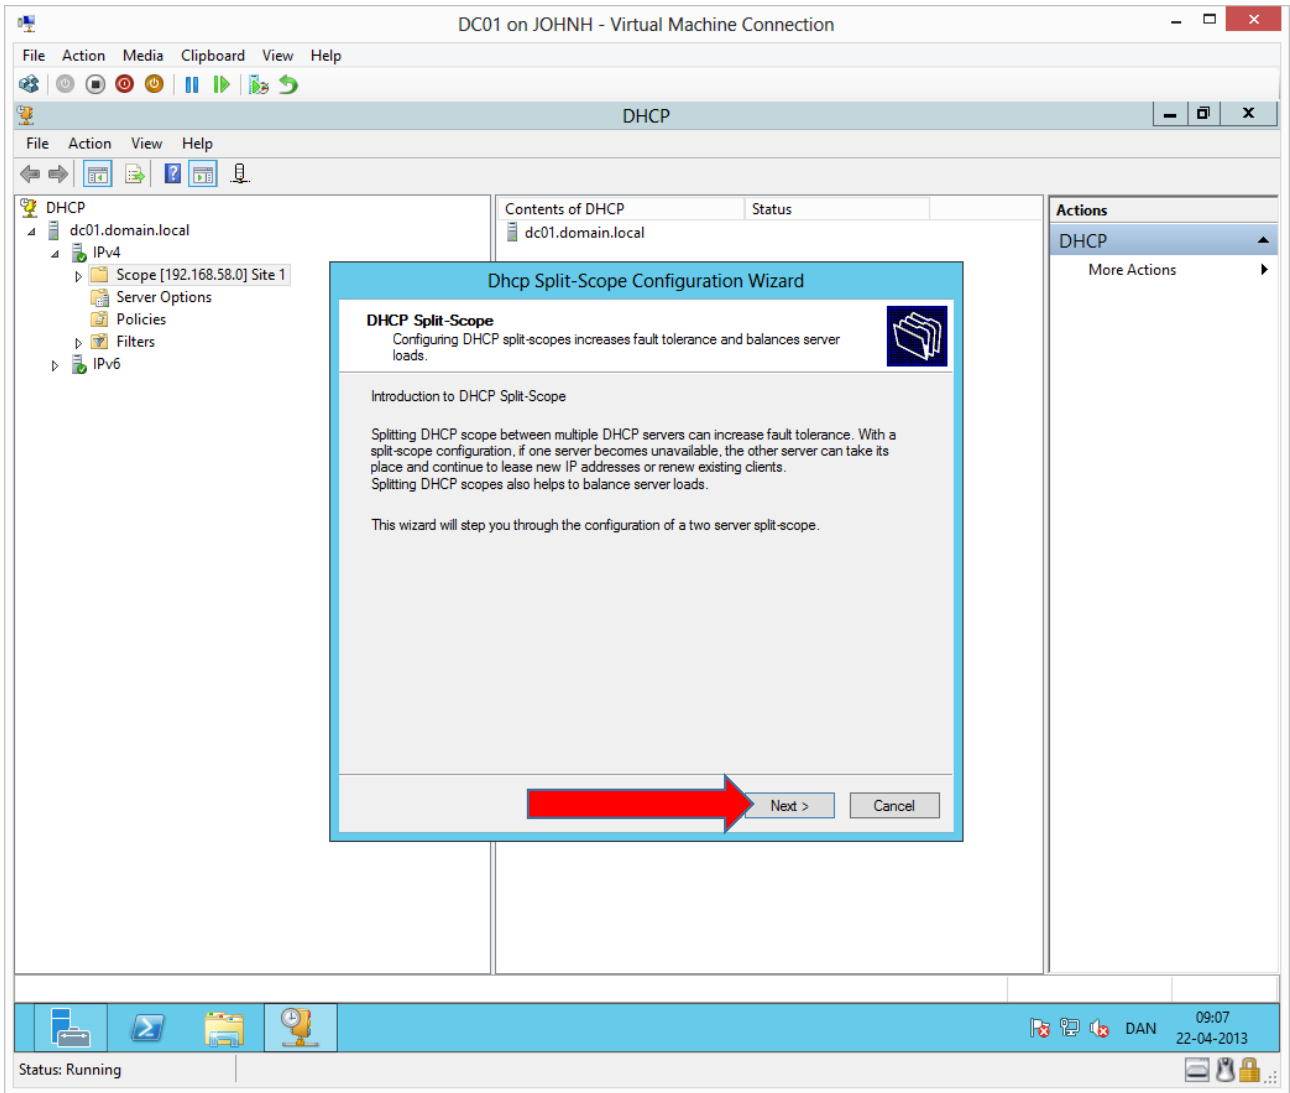 DC01 on JOHNH - Virtual Machine Connection
File Action Media Clipboard View Help
DHCP
File Action View Help
DHCP
dc01.domain.local
IPv4
Scope [192.168.58.0] Site 1
Server Options
Policies
Filters
IPv6
Contents of DHCP Status
dc01.domain.local
Actions
DHCP
More Actions
Dhcp Split-Scope Configuration Wizard
DHCP Split-Scope
Configuring DHCP split-scopes increases fault tolerance and balances server
loads.
Introduction to DHCP Split-Scope
Splitting DHCP scope between multiple DHCP servers can increase fault tolerance. With a
split-scope configuration, if one server becomes unavailable, the other server can take its
place and continue to lease new IP addresses or renew existing clients.
Splitting DHCP scopes also helps to balance server loads.
This wizard will step you through the configuration of a two server split-scope.
Next > Cancel
DAN
09:07
22-04-2013
Status: Running